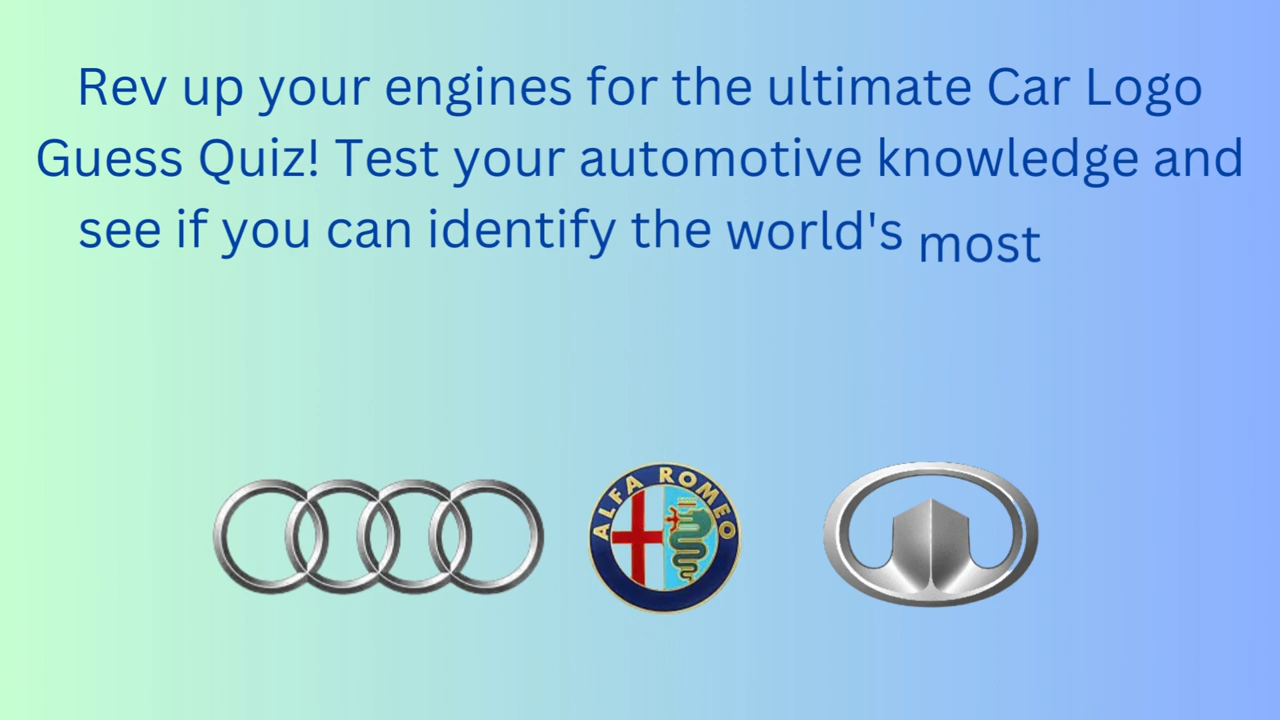 Rev up your engines for the ultimate Car Logo
Guess Quiz! Test your automotive knowledge and
see if you can identify the world's most
ALFA ROMEO